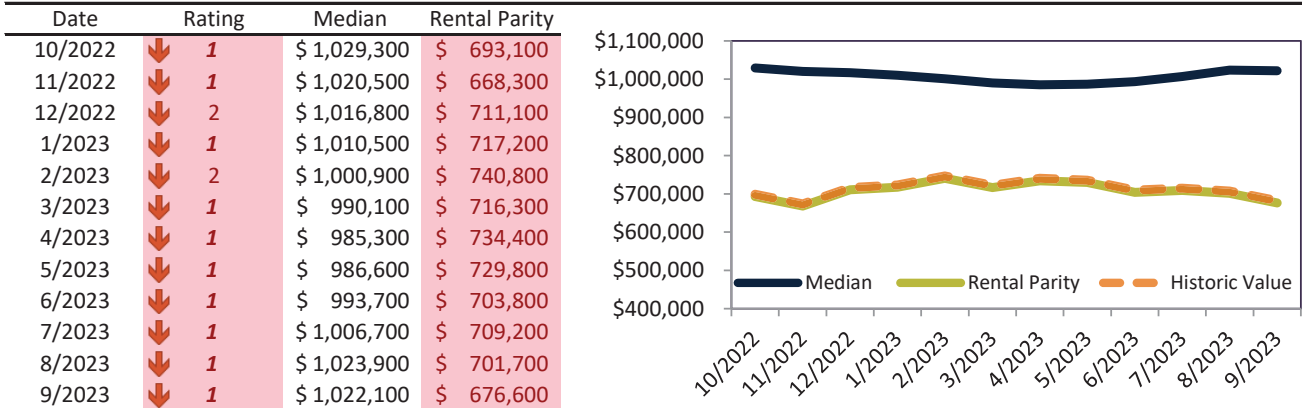 Date Rating Median Rental Parity
10/2022 1 $ 1,029,300 $ 693,100
11/2022 1 $ 1,020,500 $ 668,300
12/2022 2 $ 1,016,800 $ 711,100
1/2023 1 $ 1,010,500 $ 717,200
2/2023 2 $ 1,000,900 $ 740,800
3/2023 1 $ 990,100 $ 716,300
4/2023 1 $ 985,300 $ 734,400
5/2023 1 $ 986,600 $ 729,800
6/2023 1 $ 993,700 $ 703,800
7/2023 1 $ 1,006,700 $ 709,200
8/2023 1 $ 1,023,900 $ 701,700
9/2023 1 $ 1,022,100 $ 676,600
$1,100,000
$1,000,000
$900,000
$800,000
$700,000
$600,000
$500,000
$400,000
Median Rental Parity Historic Value
10/2022 11/2022 12/2022 1/2023 2/2023 3/2023 4/2023 5/2023 6/2023 7/2023 8/2023 9/2023